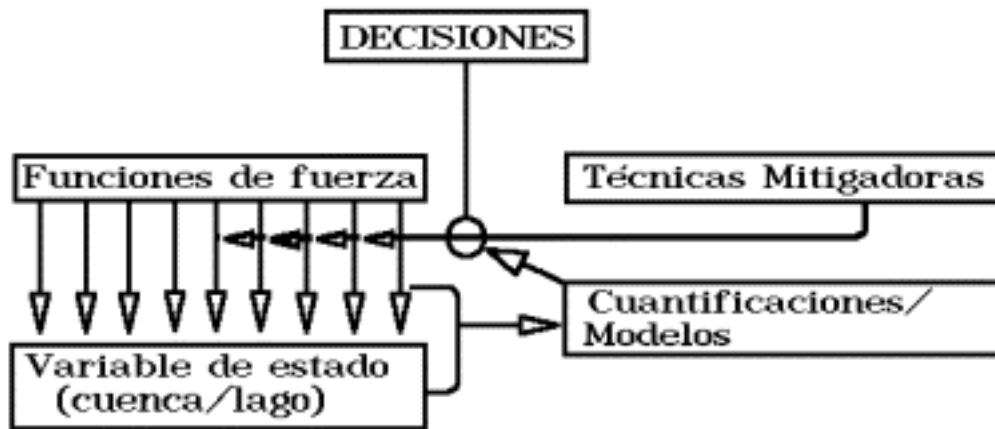 DECISIONES
Funciones de fuerza
Técnicas Mitigadoras
Cuantificaciones/
Modelos
Variable de estado
(cuenca/lago)